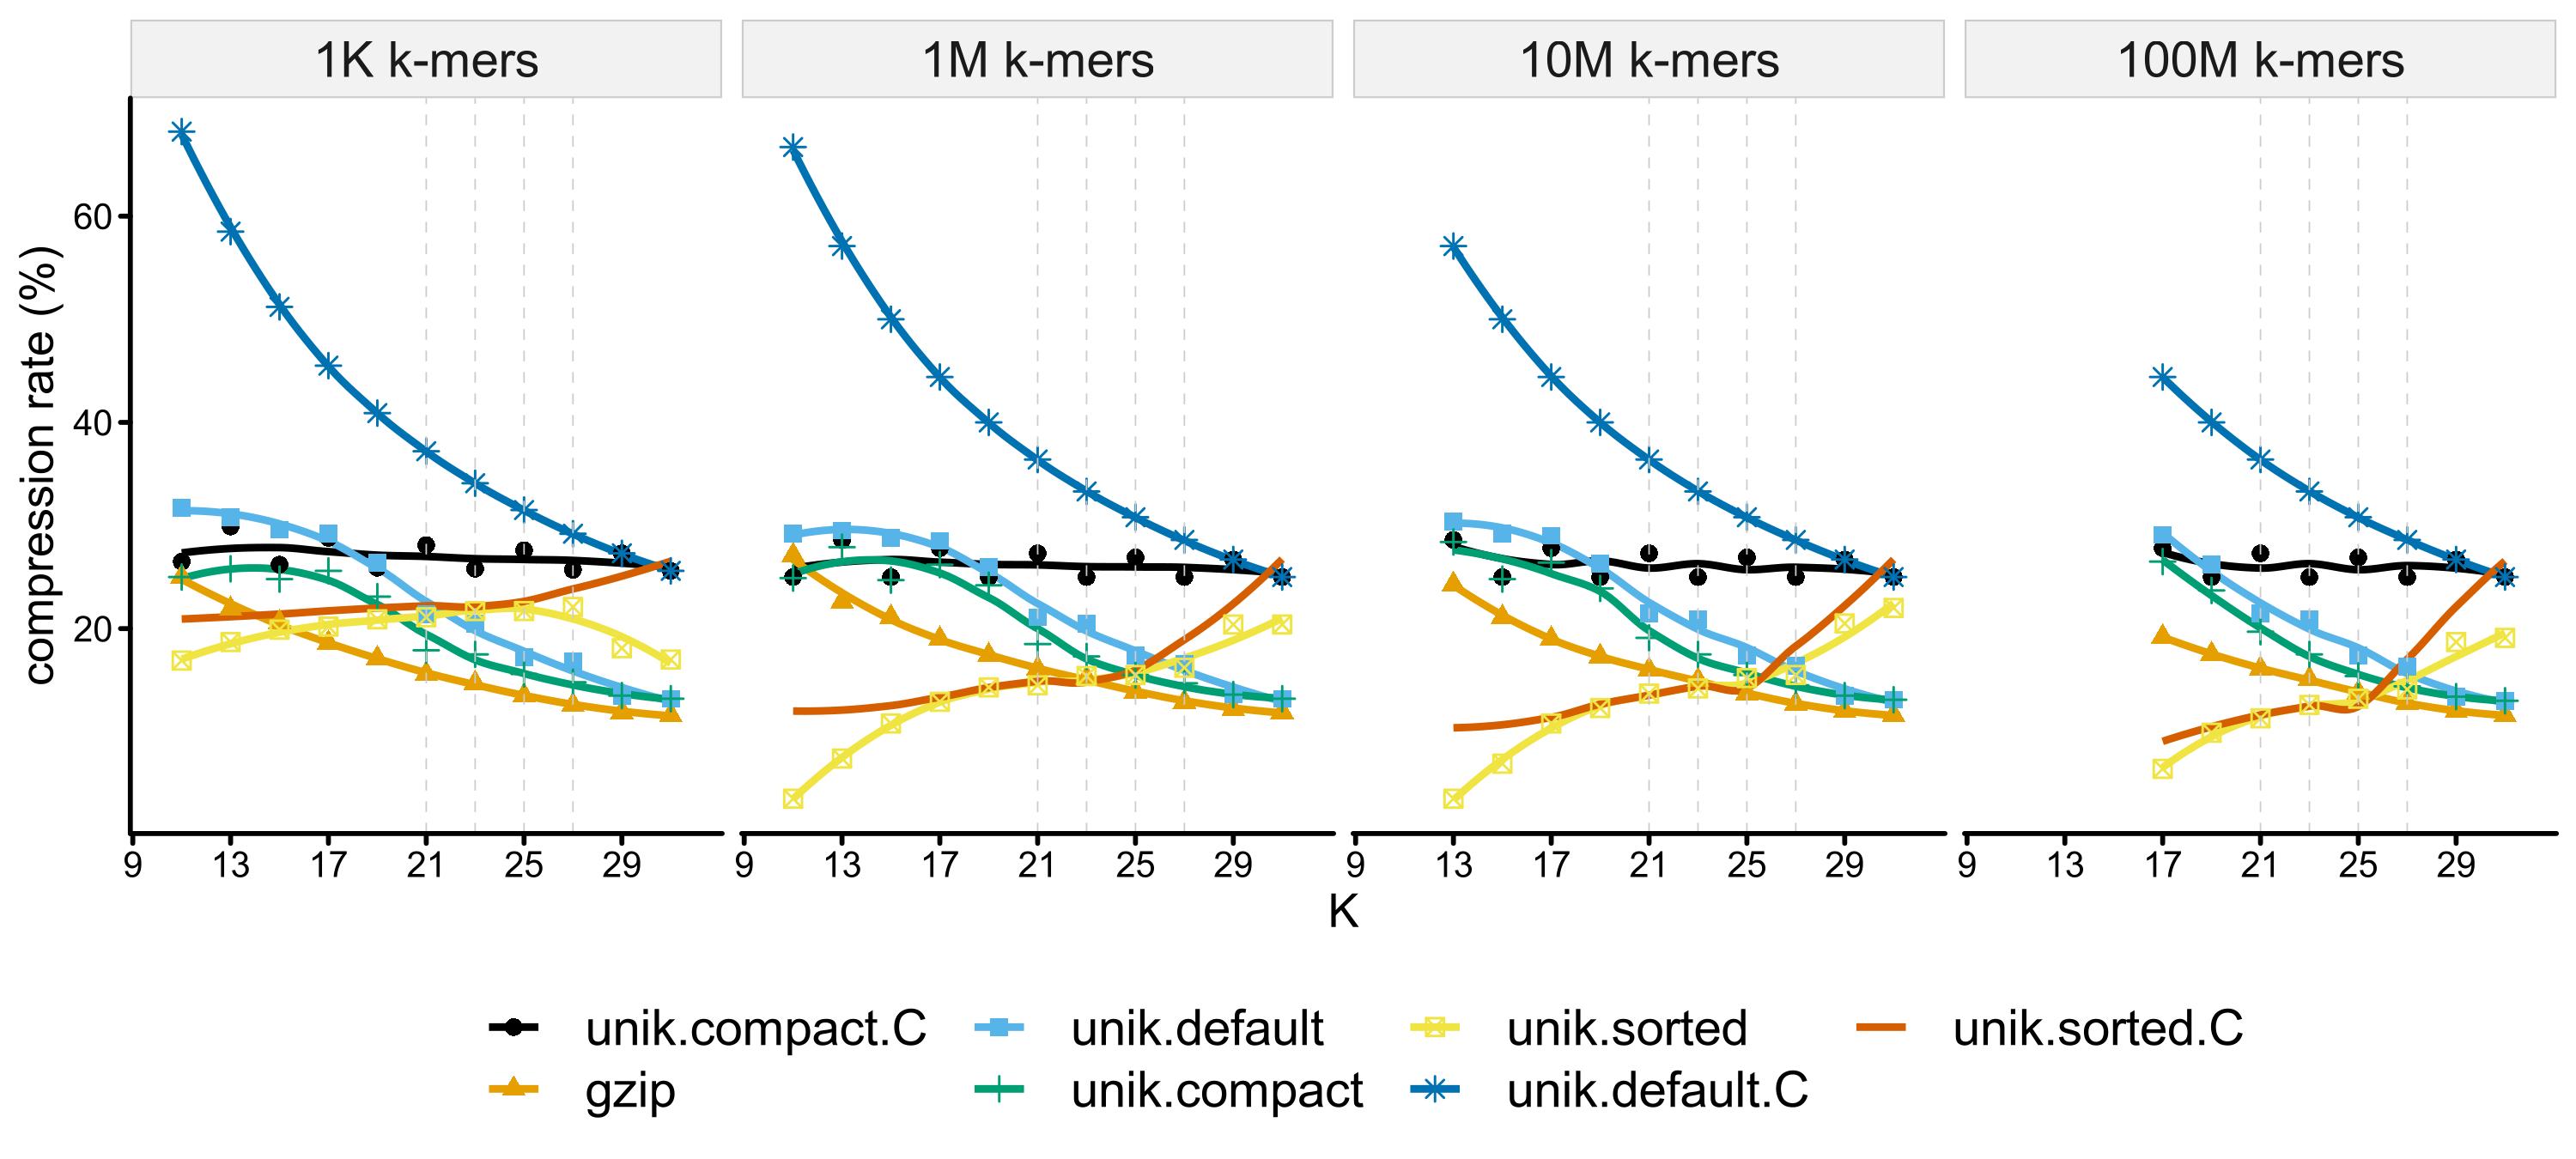 1K k-mers
1M k-mers
10M k-mers
100M k-mers
compression rate (%)
60
40
20
9 13 17 21 25 29
9 13 17 21 25 29
9 13 17 21 25 29
9 13 17 21 25 29
K
unik.compact.C
unik.default
unik.sorted
unik.sorted.C
gzip
unik.compact
unik.default.C